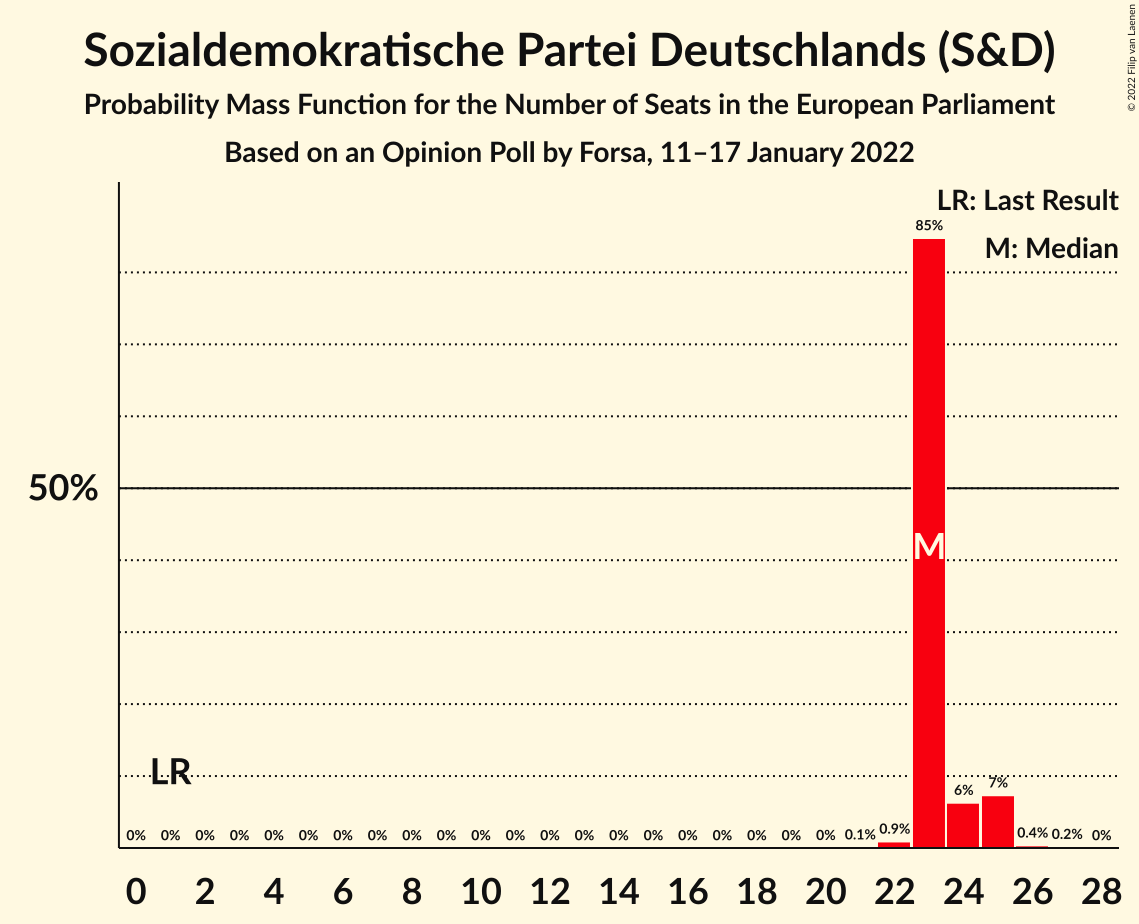 Sozialdemokratische Partei Deutschlands (S&D)
Probability Mass Function for the Number of Seats in the European Parliament
Based on an Opinion Poll by Forsa, 11–17 January 2022
© 2022 Filip van Laenen
LR: Last Result
M: Median
85%
50%
M
LR
0% 0% 0% 0% 0% 0% 0% 0% 0% 0% 0% 0% 0% 0% 0% 0% 0% 0% 0% 0% 0% 0.1% 0.9% 6% 7% 0.4% 0.2% 0%
0 2 4 6 8 10 12 14 16 18 20 22 24 26 28